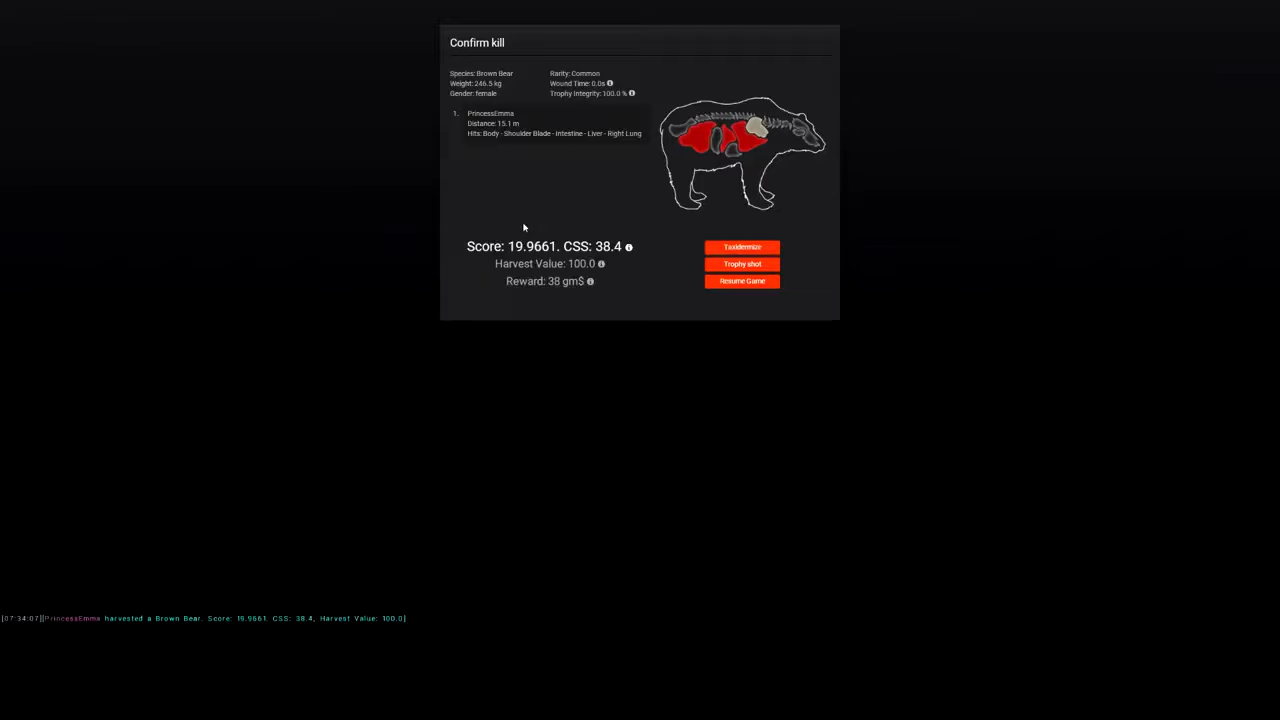 Confirm kill
Species: Brown Bear
Rarity: Common
Weight: 246.5 kg
Wound Time: 0.0s
Gender: female
Trophy Integrity: 100.0 %
1. PrincessEmma
Distance: 15.1 m
Hits: Body - Shoulder Blade - Intestine - Liver - Right Lung
Score: 19.9661. CSS: 38.4
Harvest Value: 100.0
Reward: 38 gm$
Taxidermize
Trophy shot
Resume Game
[07:34:07][PrincessEmma harvested a Brown Bear. Score: 19.9661. CSS: 38.4, Harvest Value: 100.0]